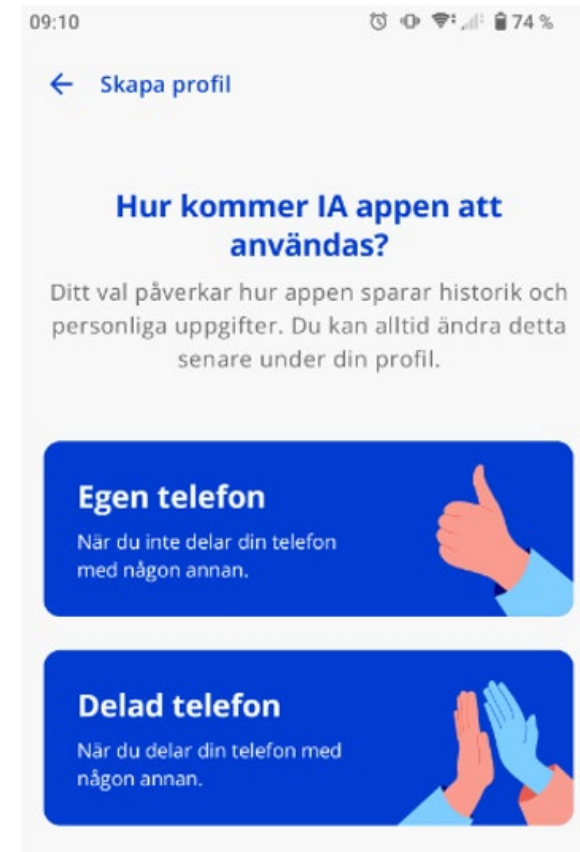 09:10 74 %
Skapa profil
Hur kommer IA appen att
användas?
Ditt val påverkar hur appen sparar historik och
personliga uppgifter. Du kan alltid ändra detta
senare under din profil.
Egen telefon
När du inte delar din telefon
med någon annan.
Delad telefon
När du delar din telefon med
någon annan.